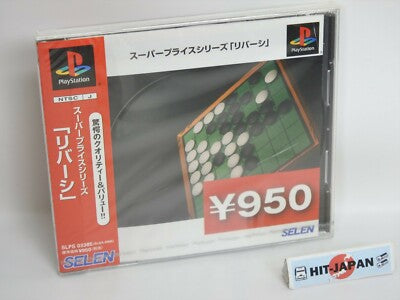 PlayStation
NTSC J
スーパープライスシリーズ
「リバーシ」
驚愕のクオリティー&バリュー!!
SELEN
PlayStation
スーパープライスシリーズ「リバーシ」
PlayStation
¥950
SELEN
HIT-JAPAN